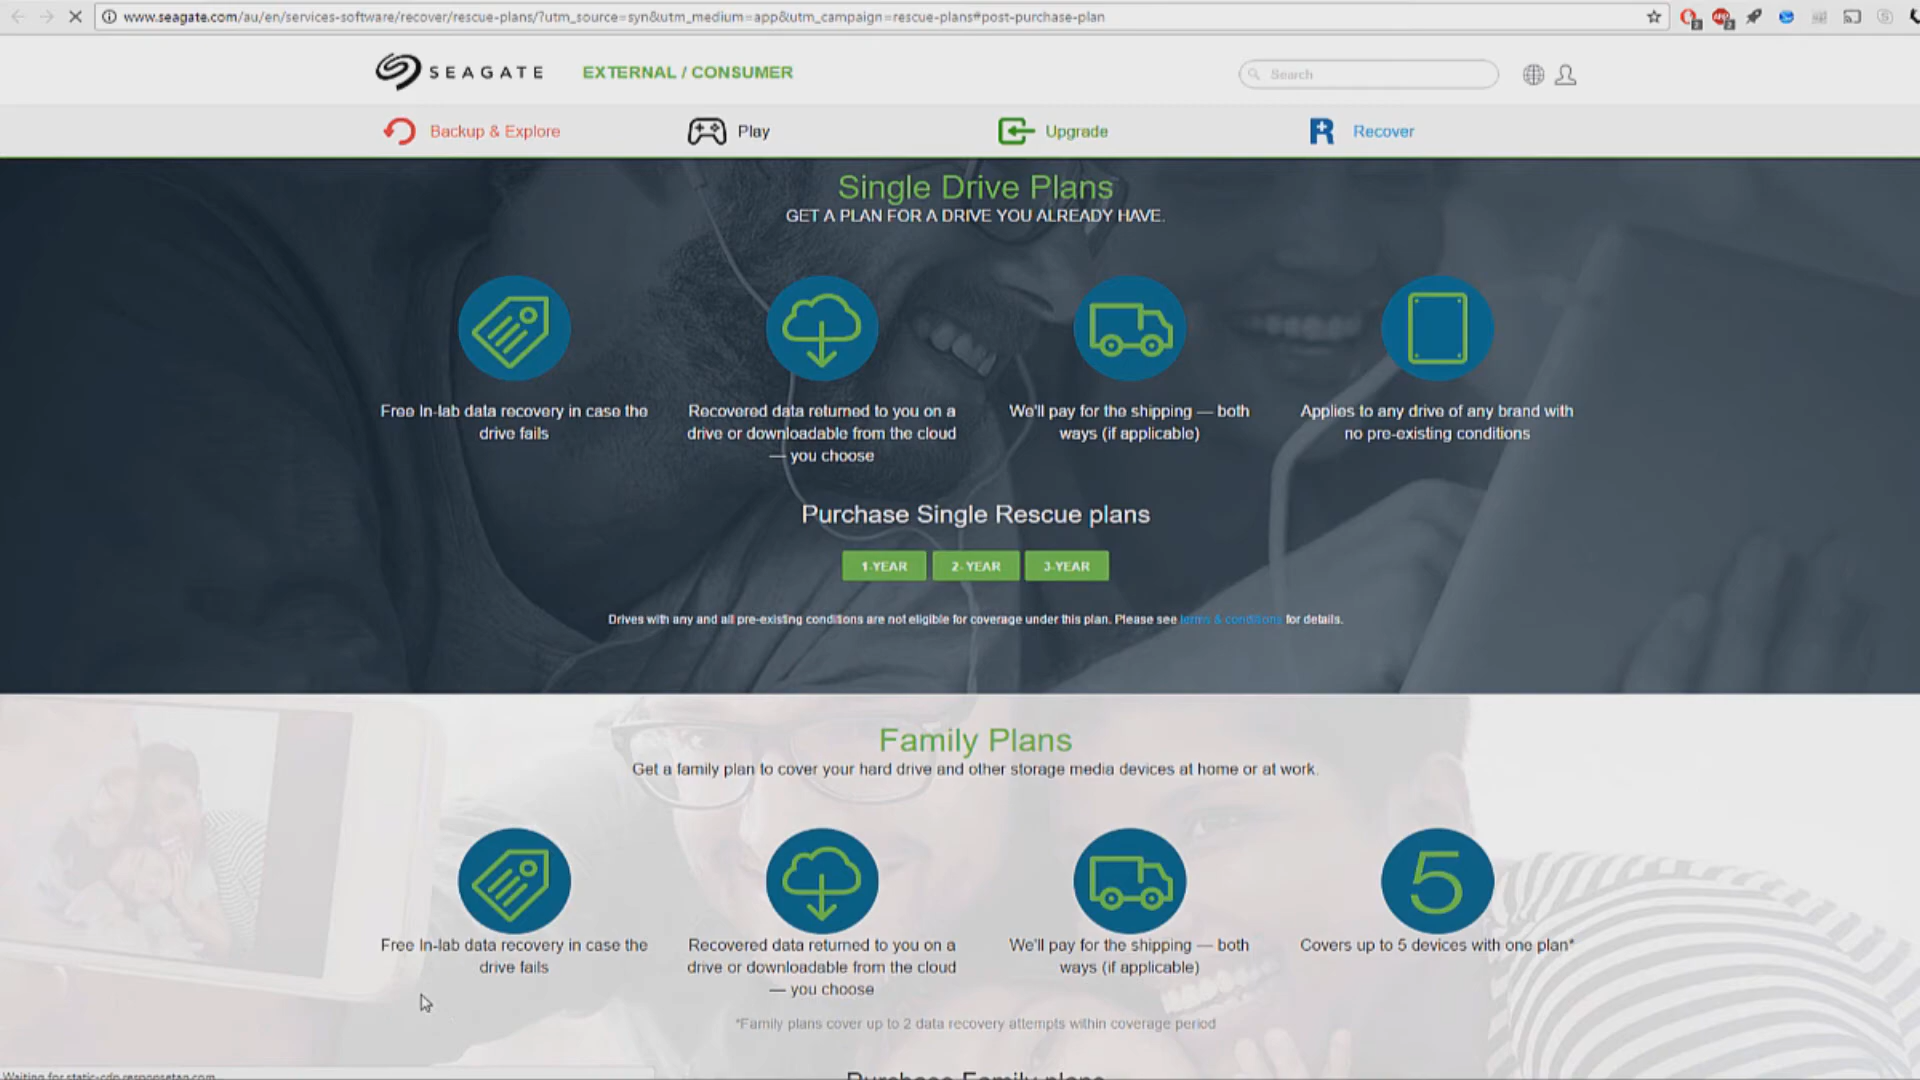 www.seagate.com/au/en/services-software/recover/rescue-plans/?utm_source=syn&utm_medium=app&utm_campaign=rescue-plans#post-purchase-plan
SEAGATE EXTERNAL / CONSUMER Search
Backup & Explore Play Upgrade Recover
Single Drive Plans
GET A PLAN FOR A DRIVE YOU ALREADY HAVE.
Free In-lab data recovery in case the
drive fails
Recovered data returned to you on a
drive or downloadable from the cloud
— you choose
We'll pay for the shipping — both
ways (if applicable)
Applies to any drive of any brand with
no pre-existing conditions
Purchase Single Rescue plans
1-YEAR 2-YEAR 3-YEAR
Drives with any and all pre-existing conditions are not eligible for coverage under this plan. Please see terms & conditions for details.
Family Plans
Get a family plan to cover your hard drive and other storage media devices at home or at work.
Free In-lab data recovery in case the
drive fails
Recovered data returned to you on a
drive or downloadable from the cloud
— you choose
We'll pay for the shipping — both
ways (if applicable)
5
Covers up to 5 devices with one plan*
*Family plans cover up to 2 data recovery attempts within coverage period
Purchase Family plans